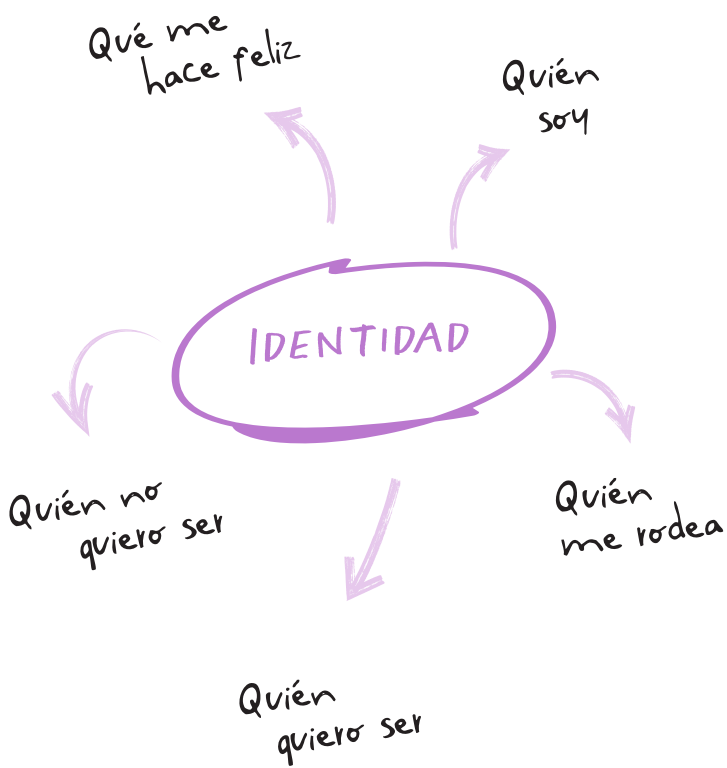 Qué me
hace feliz
Quién
soy
IDENTIDAD
Quién no
quiero ser
Quién
me rodea
Quién
quiero ser